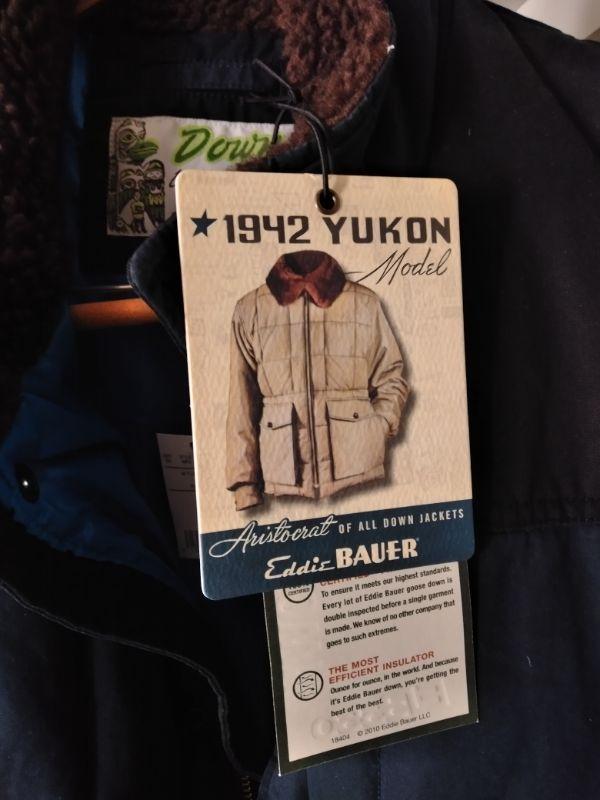 Down
★1942 YUKON
Model
Aristocrat OF ALL DOWN JACKETS
Eddie BAUER
CERTIFIED
To ensure it meets our highest standards.
Every lot of Eddie Bauer goose down is
double inspected before a single garment
is made. We know of no other company that
goes to such extremes.
THE MOST
EFFICIENT INSULATOR
Ounce for ounce, in the world. And because
it's Eddie Bauer down, you're getting the
best of the best.
18404 © 2010 Eddie Bauer LLC